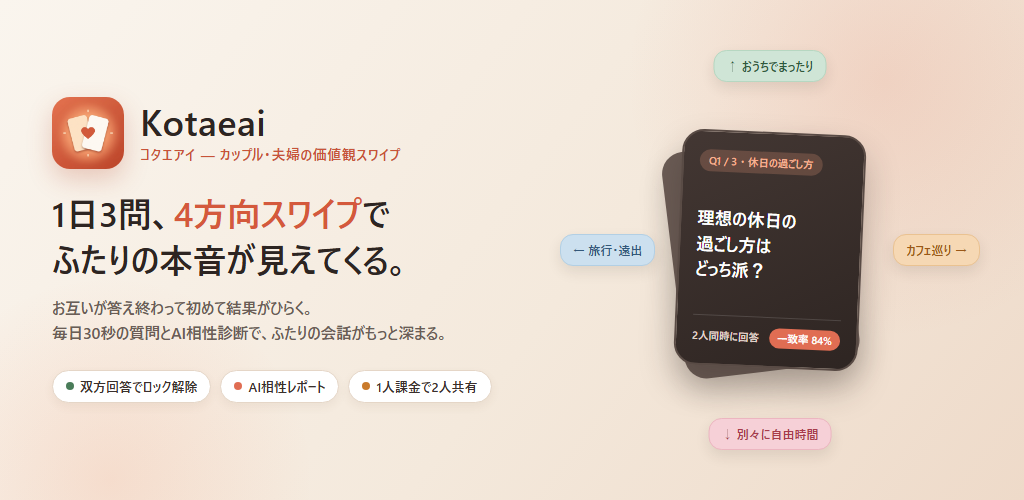 Kotaeai
コタエアイ — カップル・夫婦の価値観スワイプ
1日3問、4方向スワイプで
ふたりの本音が見えてくる。
お互いが答え終わって初めて結果がひらく。
毎日30秒の質問とAI相性診断で、ふたりの会話がもっと深まる。
双方回答でロック解除
AI相性レポート
1人課金で2人共有
↑ おうちでまったり
Q1 / 3・休日の過ごし方
理想の休日の
過ごし方は
どっち派？
← 旅行・遠出
カフェ巡り →
2人同時に回答
一致率 84%
↓ 別々に自由時間